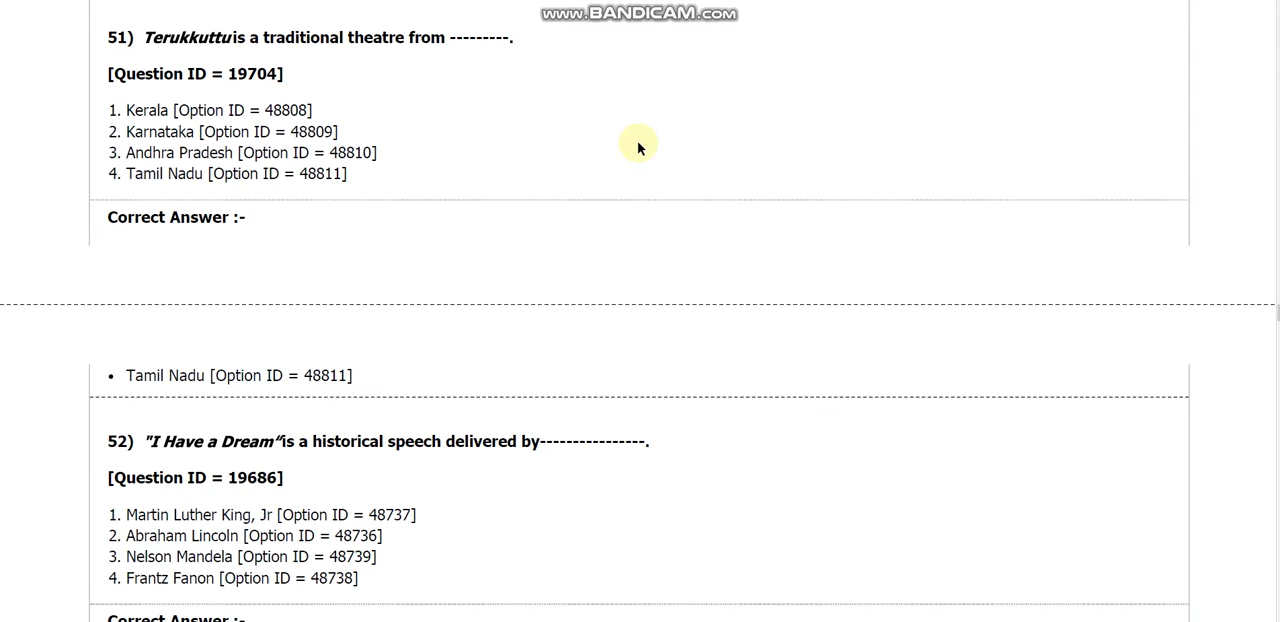 www.BANDICAM.com
51) Terukkuttu is a traditional theatre from ---------.
[Question ID = 19704]
1. Kerala [Option ID = 48808]
2. Karnataka [Option ID = 48809]
3. Andhra Pradesh [Option ID = 48810]
4. Tamil Nadu [Option ID = 48811]
Correct Answer :-
• Tamil Nadu [Option ID = 48811]
52) "I Have a Dream“is a historical speech delivered by----------------.
[Question ID = 19686]
1. Martin Luther King, Jr [Option ID = 48737]
2. Abraham Lincoln [Option ID = 48736]
3. Nelson Mandela [Option ID = 48739]
4. Frantz Fanon [Option ID = 48738]
Correct Answer :-